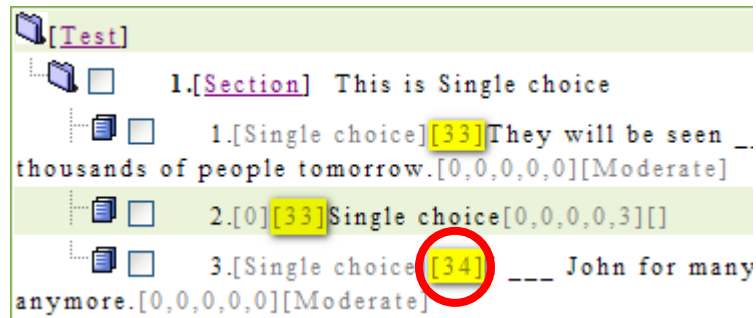 [Test]
1.[Section] This is Single choice
1.[Single choice][33]They will be seen _
thousands of people tomorrow.[0,0,0,0,0][Moderate]
2.[0][33]Single choice[0,0,0,0,3][]
3.[Single choice [34] ___ John for many
anymore.[0,0,0,0,0][Moderate]